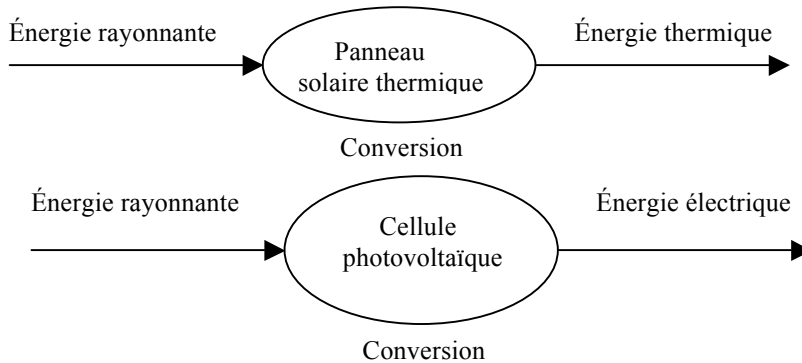 Énergie rayonnante
Panneau
solaire thermique
Énergie thermique
Conversion
Énergie rayonnante
Cellule
photovoltaïque
Énergie électrique
Conversion